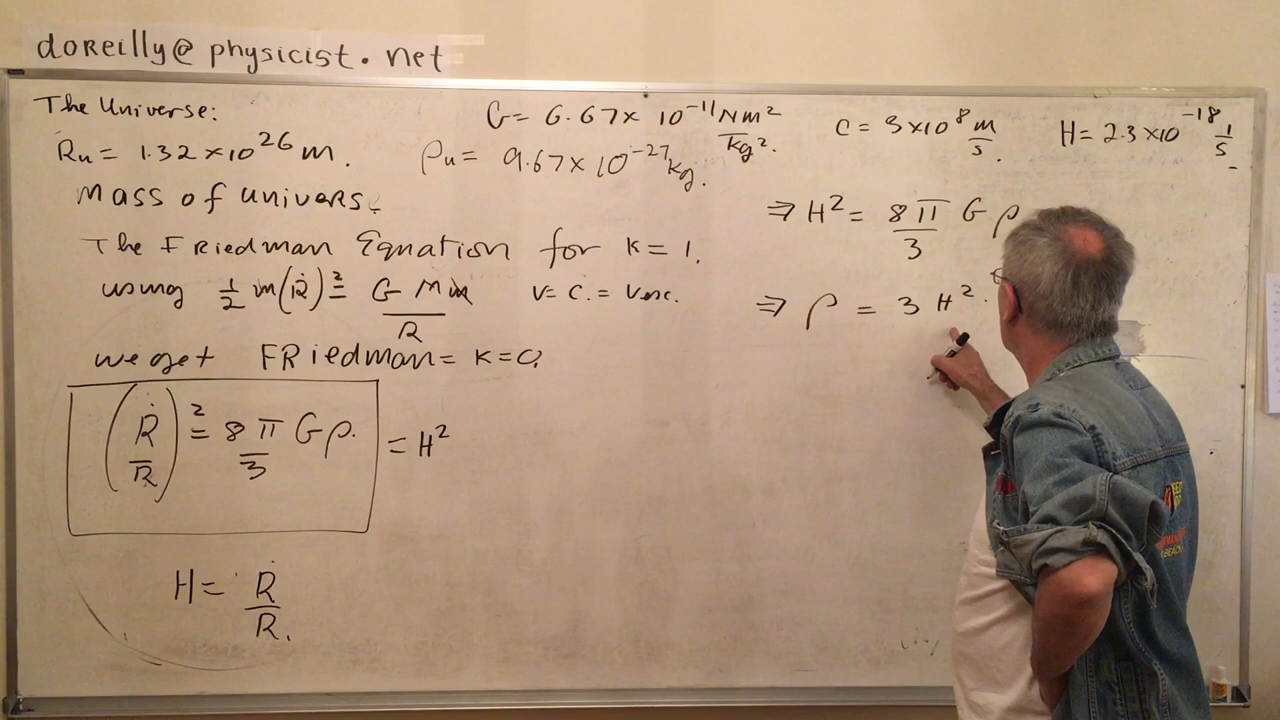 doReilly@physicist.net
The Universe:
G = 6.67 × 10⁻¹¹ Nm²/kg².
C = 3×10⁸ m/s.
H = 2.3×10⁻¹⁸ 1/s
Ru = 1.32×10²⁶ m.
ρu = 9.67×10⁻²⁷ kg.
Mass of univers.
The FRiedman Equation for k = 1.
using ½ m(Ṙ)² = GMm/R v = c. = vesc.
we get FRiedman = k = 0.
(Ṙ/R)² = 8π/3 Gρ. = H²
H = Ṙ/R.
⇒ H² = 8π/3 Gρ
⇒ ρ = 3H².